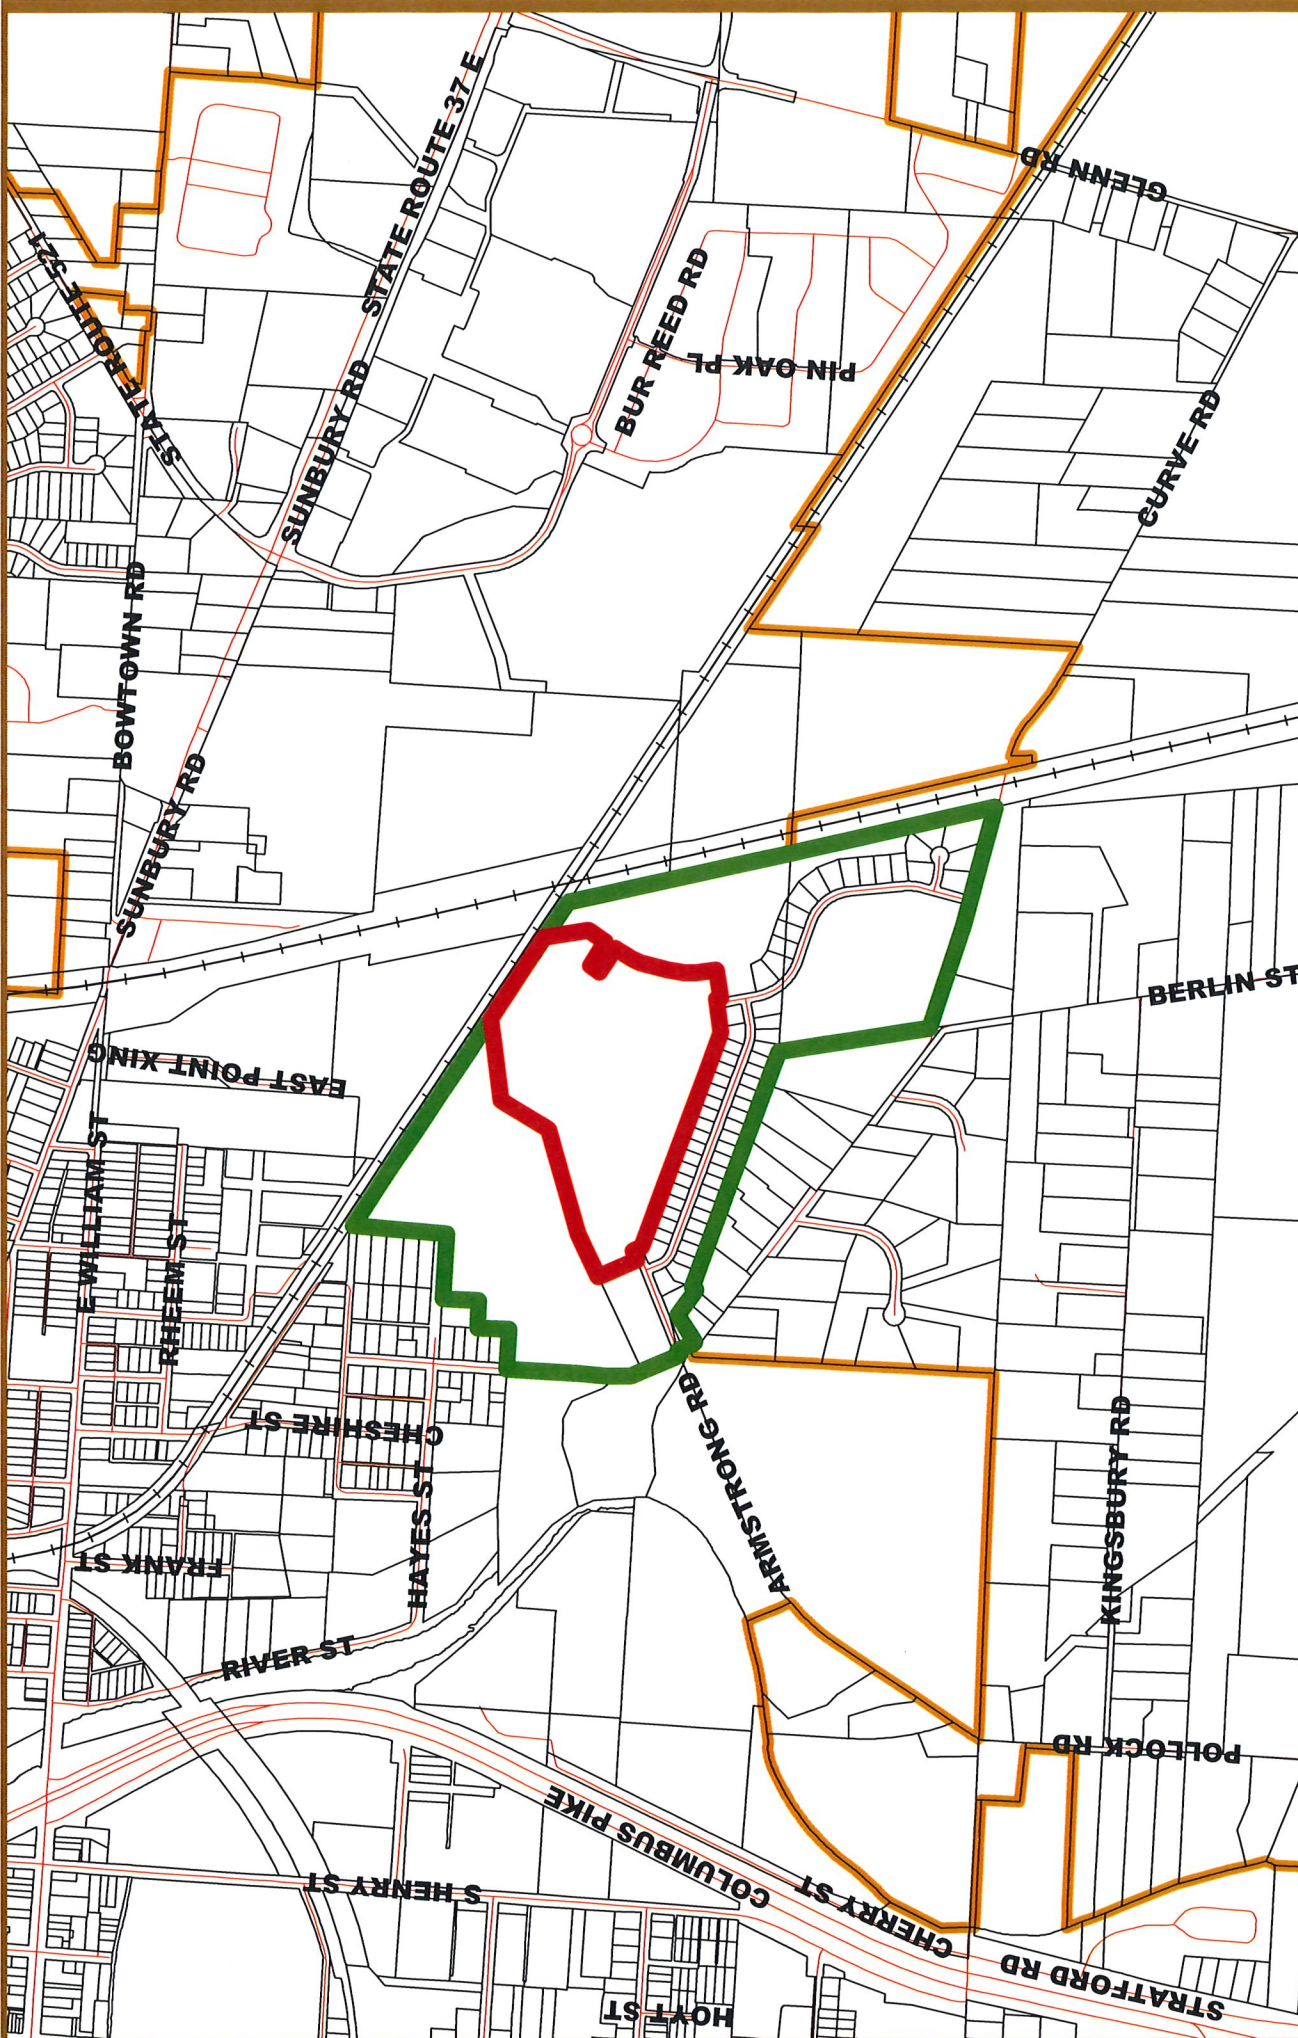 STATE ROUTE 37 E
GLENN RD
STATE ROUTE 521
BUR REED RD
PIN OAK PL
SUNBURY RD
CURVE RD
BOWTOWN RD
SUNBURY RD
BERLIN ST
EAST POINT XING
E WILLIAM ST
RHEEM ST
CHESHIRE ST
HAYES ST
ARMSTRONG RD
KINGSBURY RD
FRANK ST
RIVER ST
POLLOCK RD
COLUMBUS PIKE
S HENRY ST
CHERRY ST
STRATFORD RD
HOYT ST